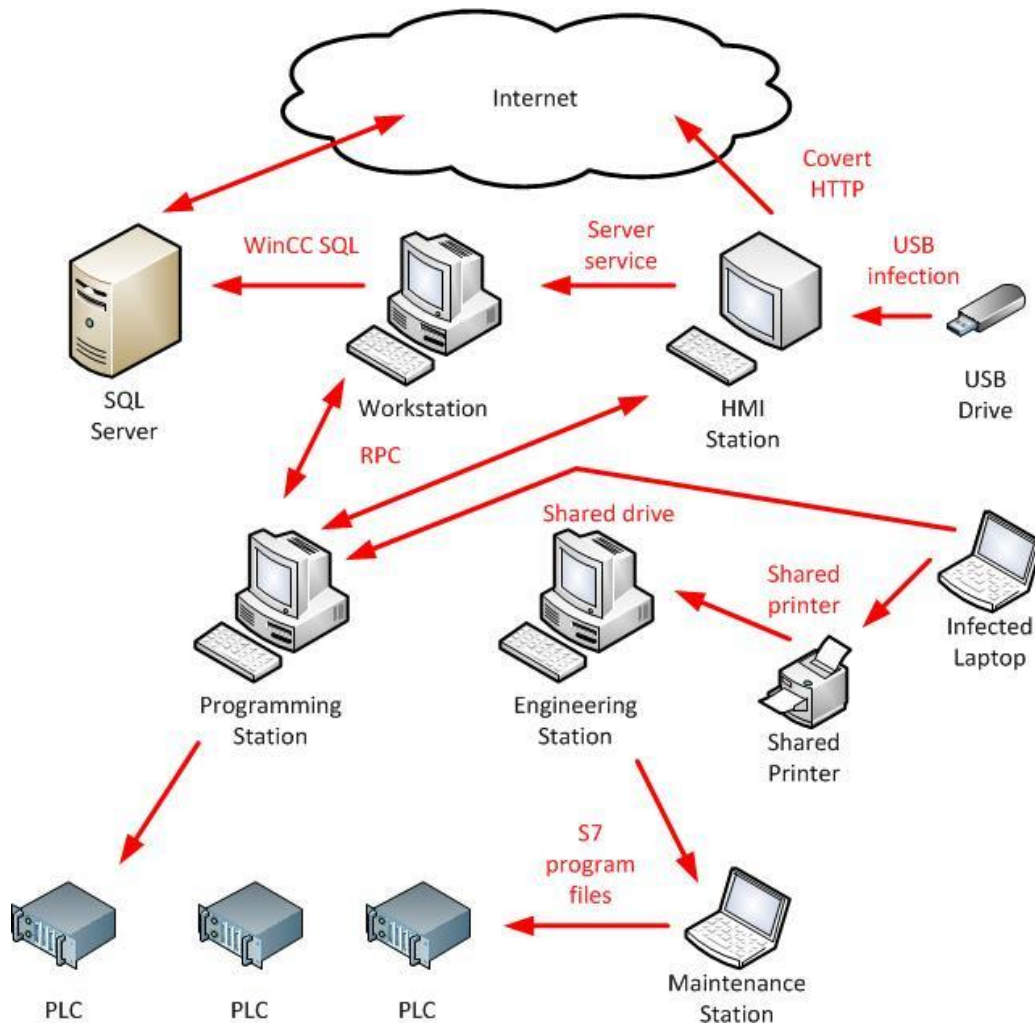 Internet
Covert
HTTP
WinCC SQL
Server
service
USB
infection
SQL
Server
Workstation
HMI
Station
USB
Drive
RPC
Shared drive
Shared
printer
Infected
Laptop
Programming
Station
Engineering
Station
Shared
Printer
S7
program
files
PLC
PLC
PLC
Maintenance
Station